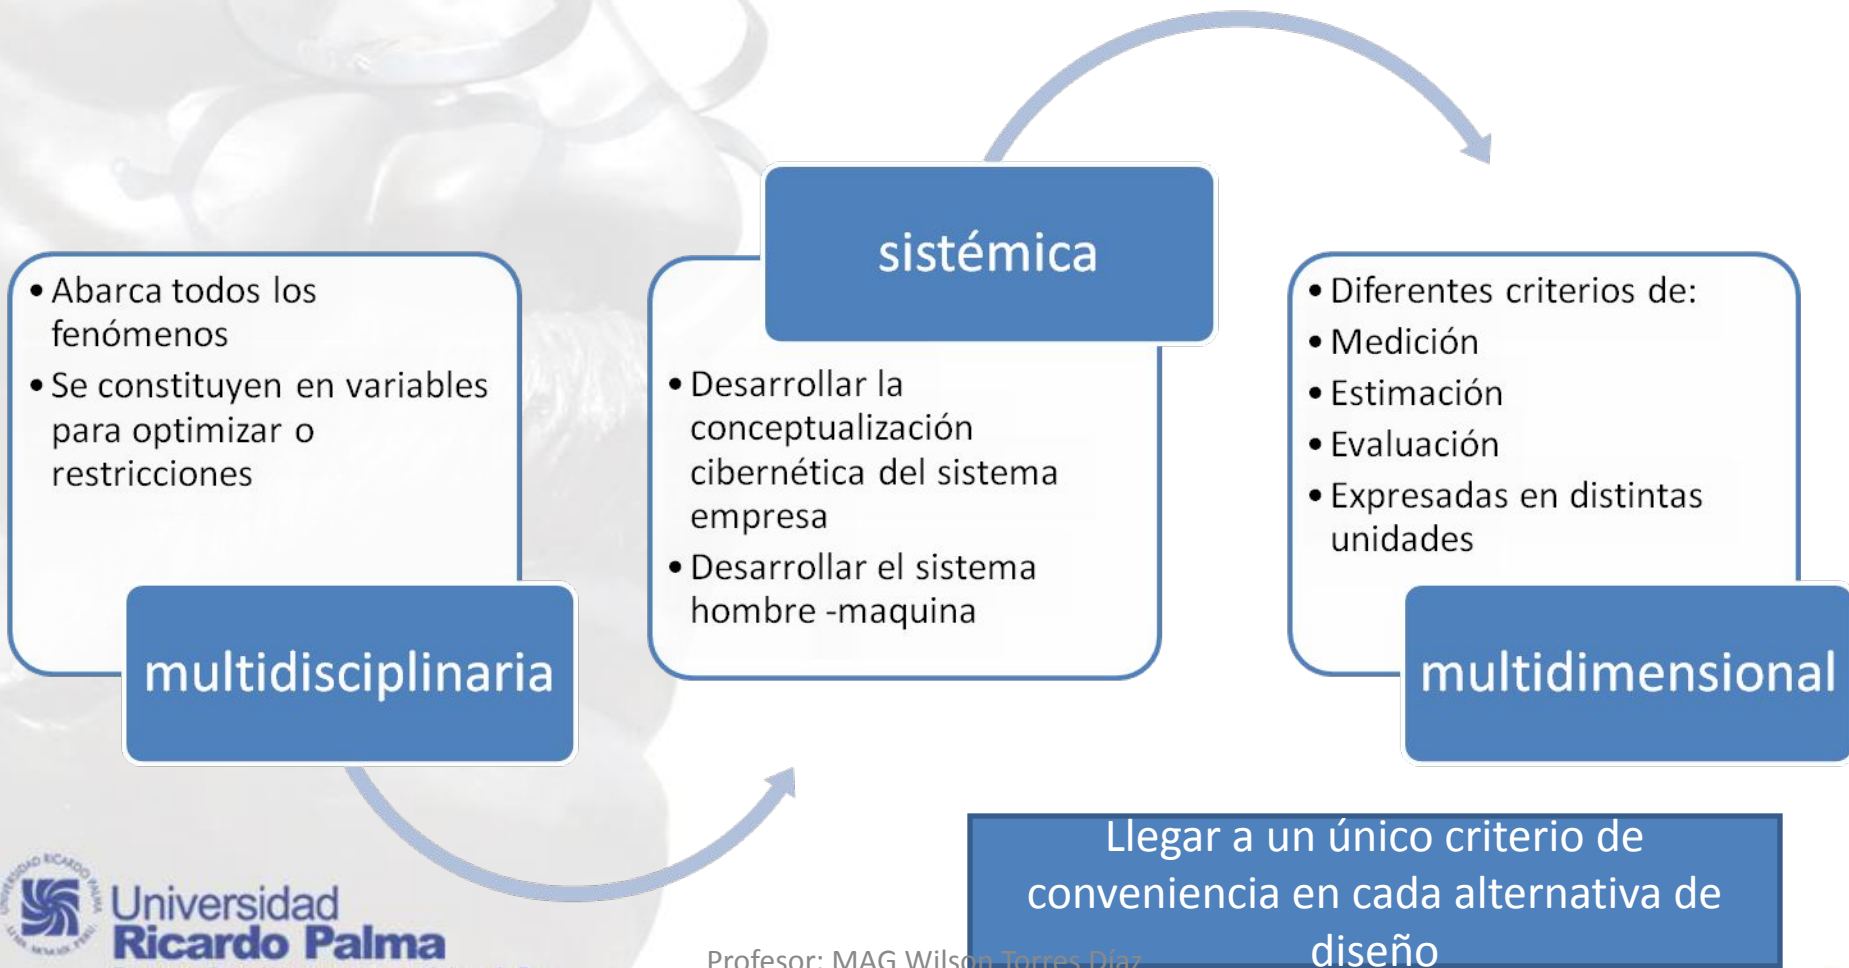 • Abarca todos los
fenómenos
• Se constituyen en variables
para optimizar o
restricciones
multidisciplinaria
sistémica
• Desarrollar la
conceptualización
cibernética del sistema
empresa
• Desarrollar el sistema
hombre -maquina
• Diferentes criterios de:
• Medición
• Estimación
• Evaluación
• Expresadas en distintas
unidades
multidimensional
Llegar a un único criterio de
conveniencia en cada alternativa de
diseño
Universidad
Ricardo Palma
Profesor: MAG Wilson Torres Díaz